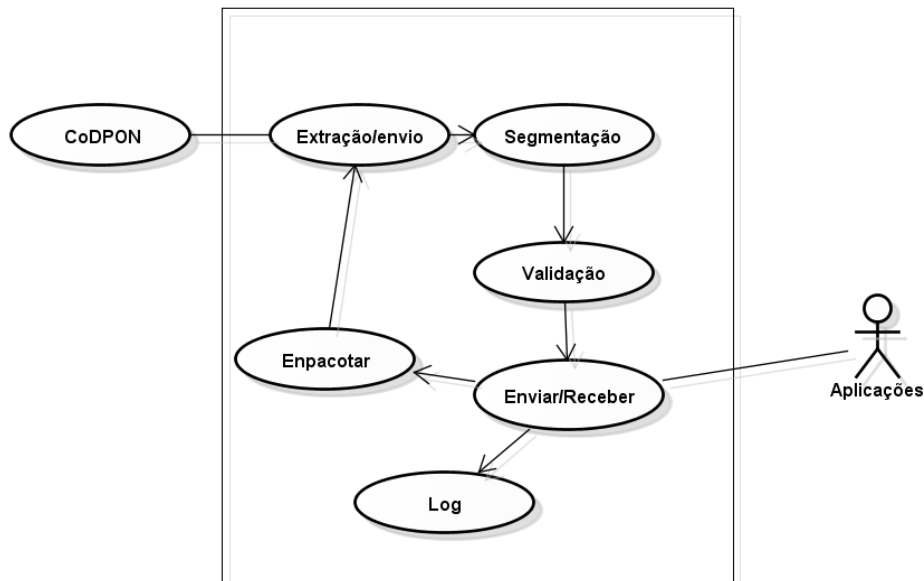 CoDPON
Extração/envio
Segmentação
Validação
Enpacotar
Enviar/Receber
Aplicações
Log